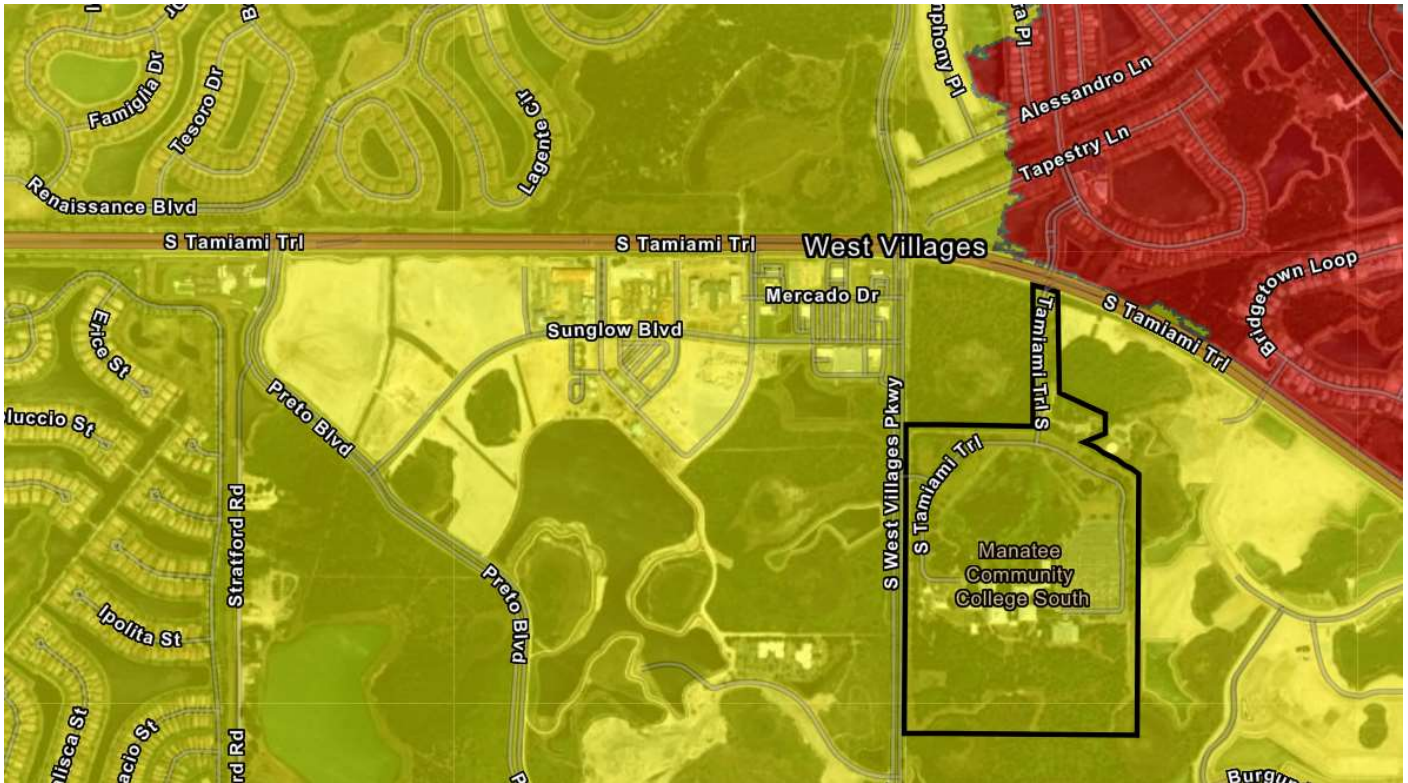 Famiglia Dr
Tesoro Dr
Lagente Cir
Renaissance Blvd
Alessandro Ln
Tapestry Ln
S Tamiami Trl
S Tamiami Trl
West Villages
Bridgetown Loop
Mercado Dr
Tamiami Trl S
S Tamiami Trl
Erice St
Sunglow Blvd
Preto Blvd
S West Villages Pkwy
S Tamiami Trl
Stratford Rd
Manatee
Community
College South
Ipolita St
Preto Blvd